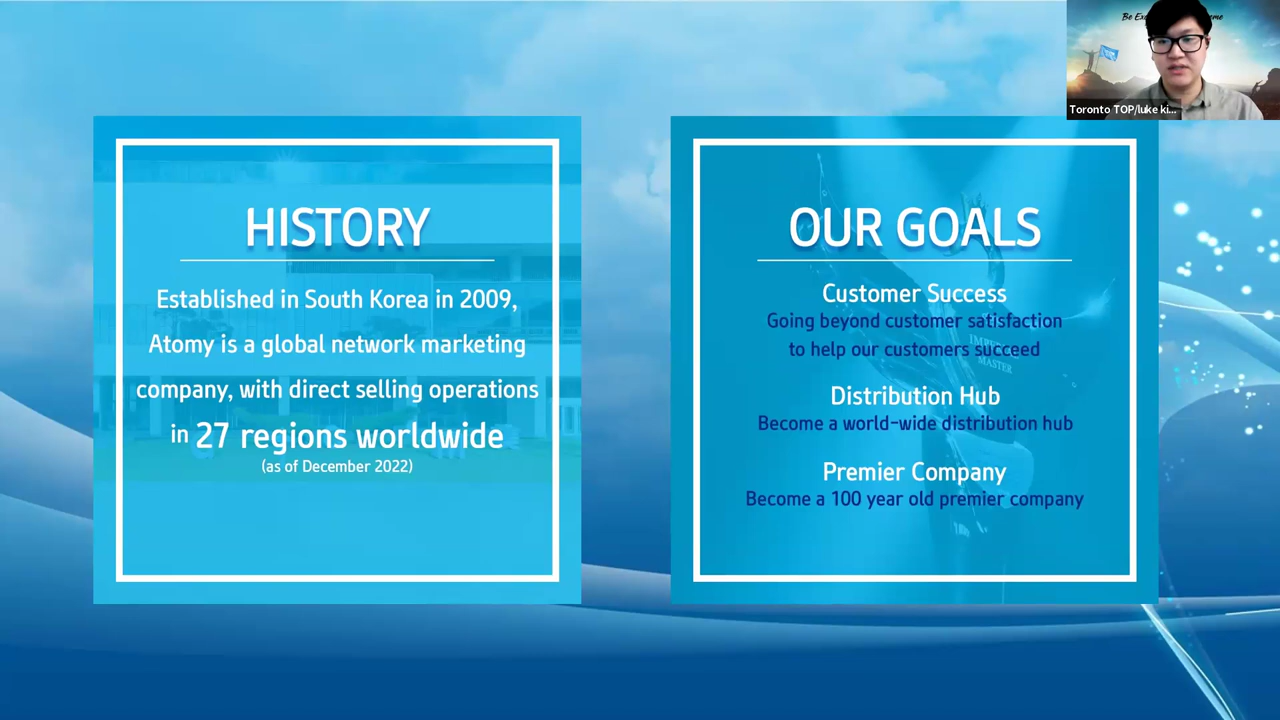 HISTORY
Established in South Korea in 2009,
Atomy is a global network marketing
company, with direct selling operations
in 27 regions worldwide
(as of December 2022)
OUR GOALS
Customer Success
Going beyond customer satisfaction
to help our customers succeed
IMPERIAL
MASTER
Distribution Hub
Become a world-wide distribution hub
Premier Company
Become a 100 year old premier company
Be
Toronto TOP/luke ki...